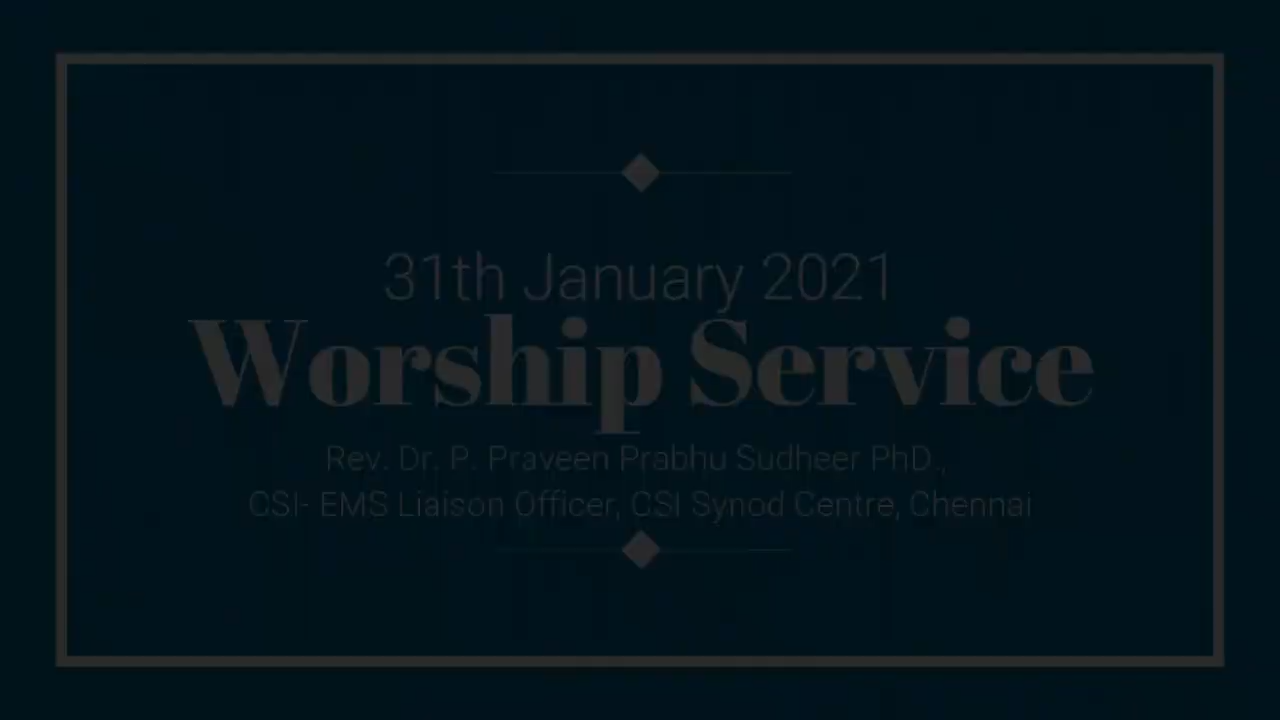 31th January 2021
Worship Service
Rev. Dr. P. Praveen Prabhu Sudheer PhD.,
CSI- EMS Liaison Officer, CSI Synod Centre, Chennai